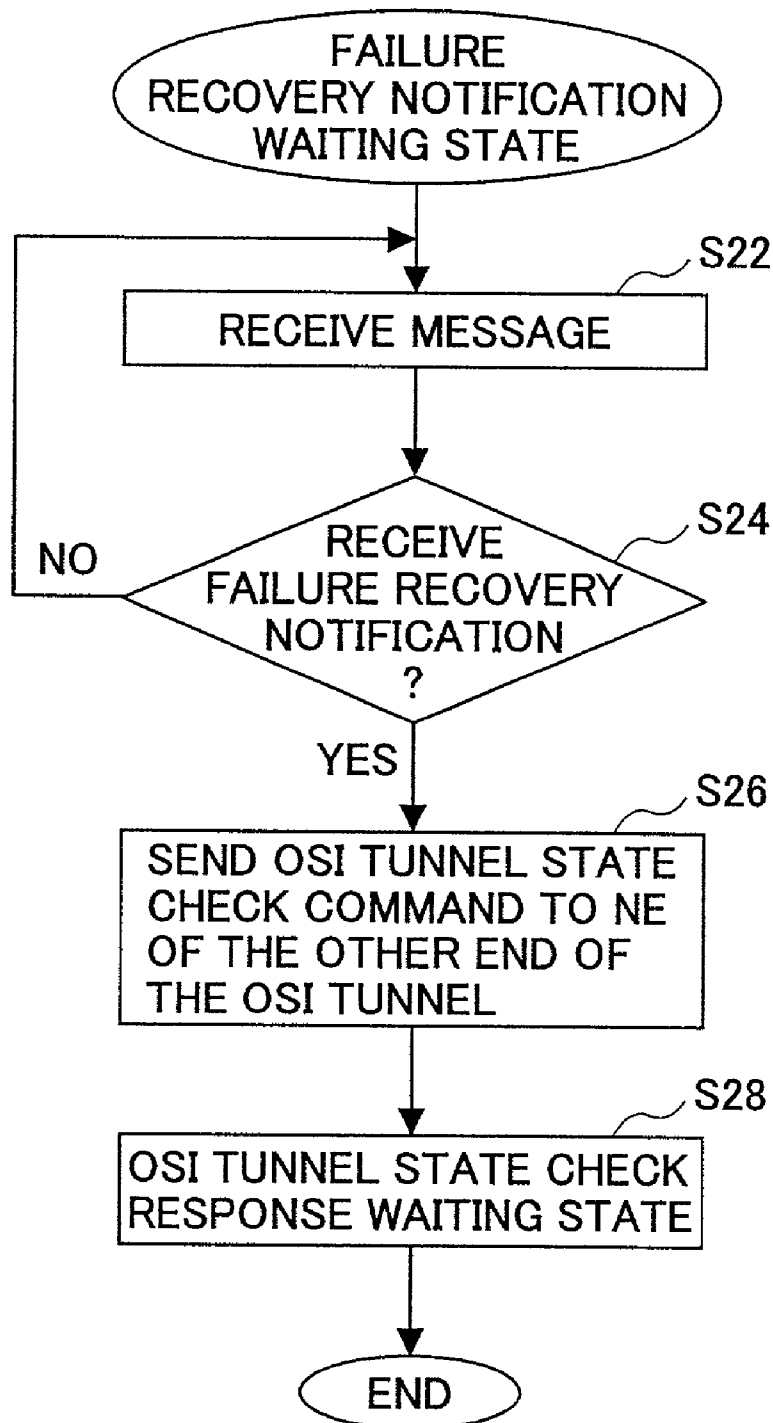 FAILURE
RECOVERY NOTIFICATION
WAITING STATE
S22
RECEIVE MESSAGE
S24
RECEIVE
FAILURE RECOVERY
NOTIFICATION
?
NO
YES
S26
SEND OSI TUNNEL STATE
CHECK COMMAND TO NE
OF THE OTHER END OF
THE OSI TUNNEL
S28
OSI TUNNEL STATE CHECK
RESPONSE WAITING STATE
END